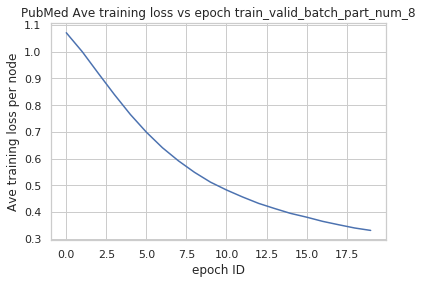 PubMed Ave training loss vs epoch train_valid_batch_part_num_8
Ave training loss per node
1.1
1.0
0.9
0.8
0.7
0.6
0.5
0.4
0.3
0.0 2.5 5.0 7.5 10.0 12.5 15.0 17.5
epoch ID